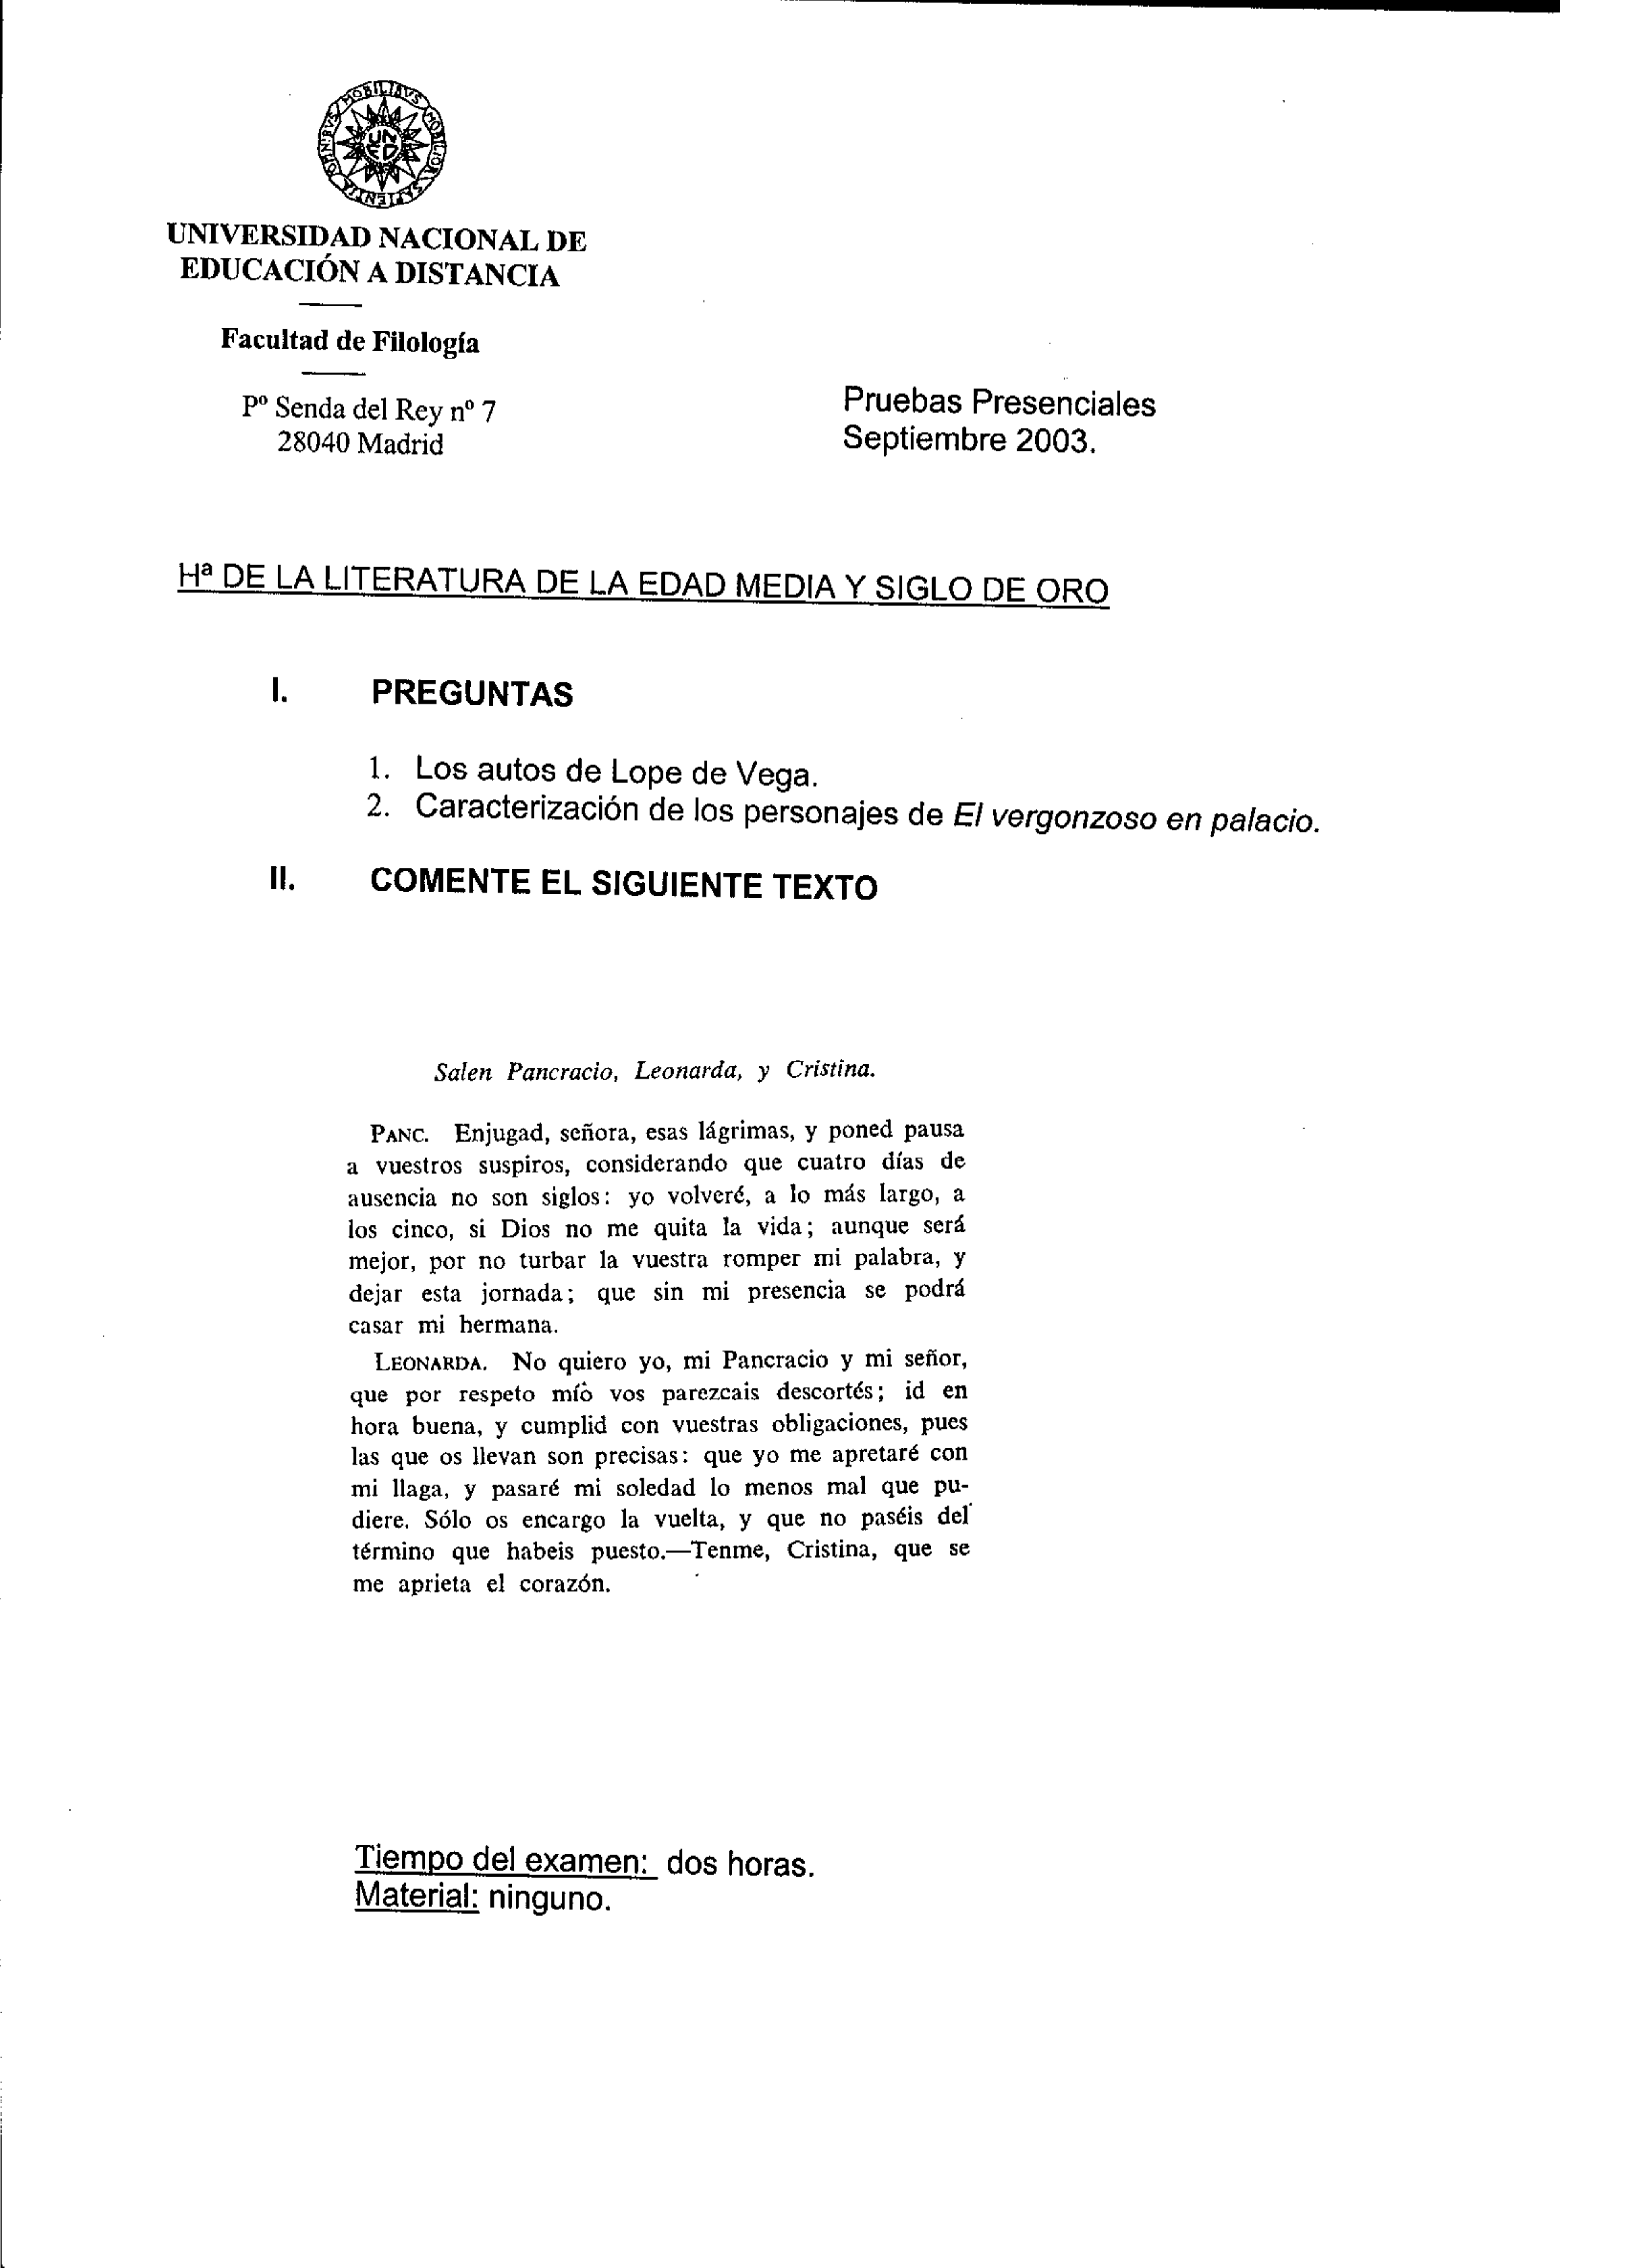 OMNIBVS MOBILIBVS MOBILIOR SAPIENTIA
UNED
UNIVERSIDAD NACIONAL DE
EDUCACIÓN A DISTANCIA
Facultad de Filología
Pº Senda del Rey nº 7
28040 Madrid
Pruebas Presenciales
Septiembre 2003.
Hª DE LA LITERATURA DE LA EDAD MEDIA Y SIGLO DE ORO
I. PREGUNTAS
1. Los autos de Lope de Vega.
2. Caracterización de los personajes de El vergonzoso en palacio.
II. COMENTE EL SIGUIENTE TEXTO
Salen Pancracio, Leonarda, y Cristina.
PANC. Enjugad, señora, esas lágrimas, y poned pausa
a vuestros suspiros, considerando que cuatro días de
ausencia no son siglos: yo volveré, a lo más largo, a
los cinco, si Dios no me quita la vida; aunque será
mejor, por no turbar la vuestra romper mi palabra, y
dejar esta jornada; que sin mi presencia se podrá
casar mi hermana.
LEONARDA. No quiero yo, mi Pancracio y mi señor,
que por respeto mío vos parezcais descortés; id en
hora buena, y cumplid con vuestras obligaciones, pues
las que os llevan son precisas: que yo me apretaré con
mi llaga, y pasaré mi soledad lo menos mal que pu-
diere. Sólo os encargo la vuelta, y que no paséis del
término que habeis puesto.—Tenme, Cristina, que se
me aprieta el corazón.
Tiempo del examen: dos horas.
Material: ninguno.